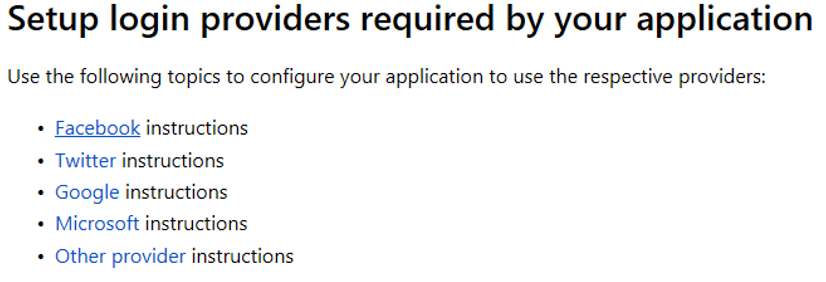 Setup login providers required by your application
Use the following topics to configure your application to use the respective providers:
• Facebook instructions
• Twitter instructions
• Google instructions
• Microsoft instructions
• Other provider instructions